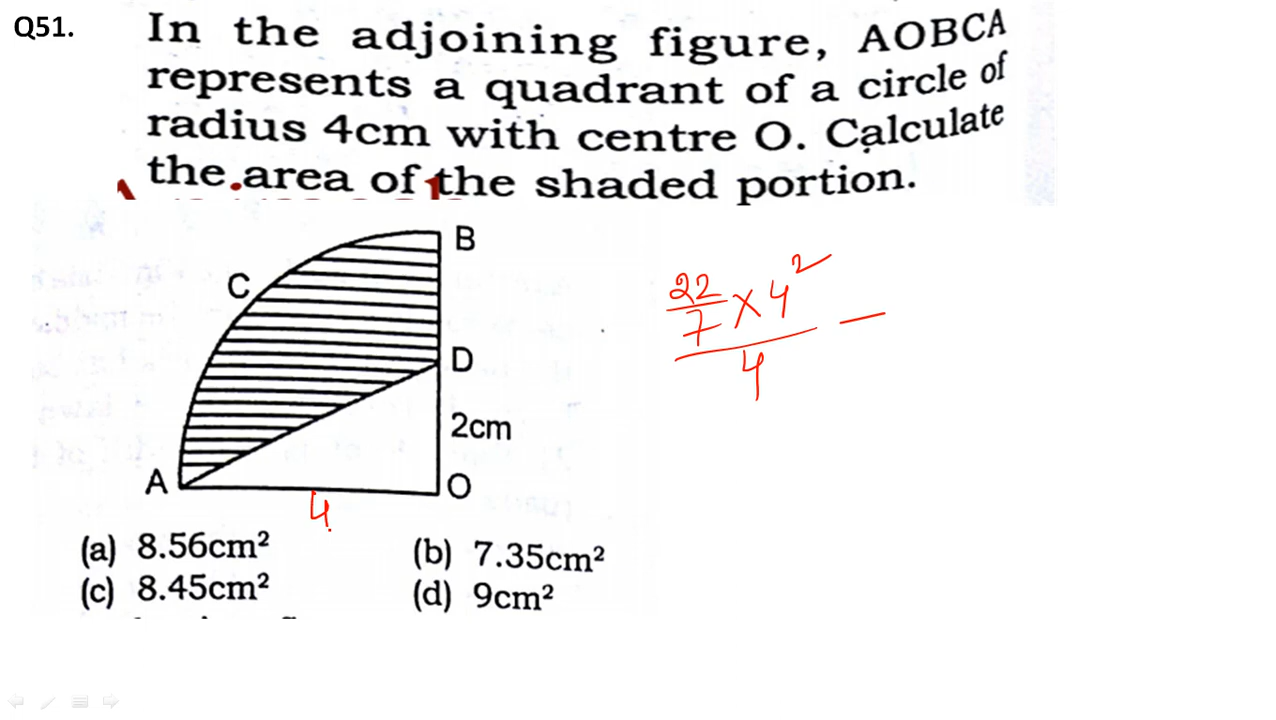 Q51.
In the adjoining figure, AOBCA
represents a quadrant of a circle of
radius 4cm with centre O. Calculate
the area of the shaded portion.
B
C
D
2cm
A
O
4
22
7
× 4²
—
4
(a) 8.56cm²
(b) 7.35cm²
(c) 8.45cm²
(d) 9cm²